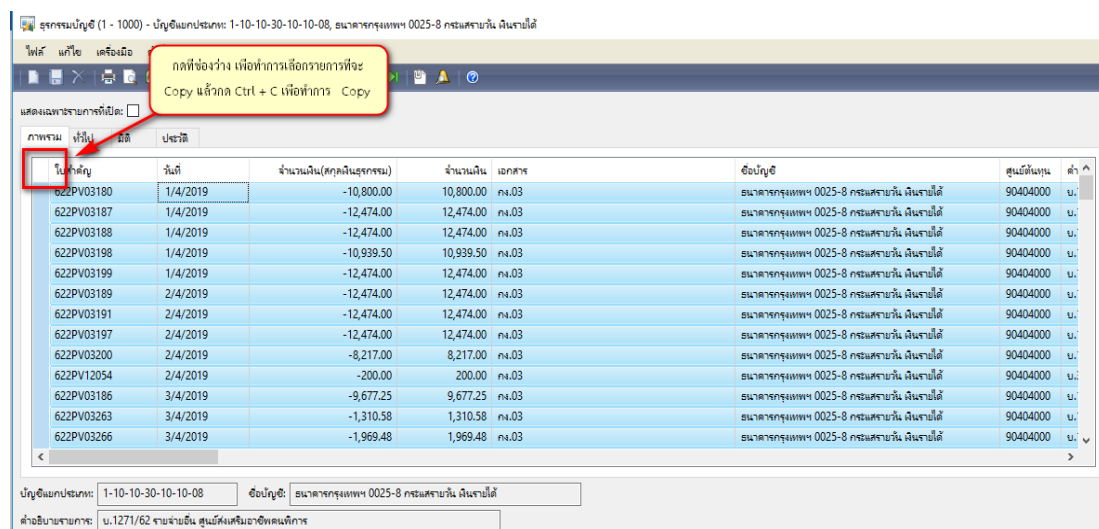 ธุรกรรมบัญชี (1 - 1000) - บัญชีแยกประเภท: 1-10-10-30-10-10-08, ธนาคารกรุงเทพฯ 0025-8 กระแสรายวัน เงินรายได้
ไฟล์ แก้ไข เครื่องมือ
กดที่ช่องว่าง เพื่อทำการเลือกรายการที่จะ
Copy แล้วกด Ctrl + C เพื่อทำการ Copy
แสดงเฉพาะรายการที่เปิด:
ภาพรวม ทั่วไป มิติ ประวัติ
ใบสำคัญ วันที่ จำนวนเงิน(สกุลเงินธุรกรรม) จำนวนเงิน เอกสาร ชื่อบัญชี ศูนย์ต้นทุน คำ
622PV03180 1/4/2019 -10,800.00 10,800.00 กง.03 ธนาคารกรุงเทพฯ 0025-8 กระแสรายวัน เงินรายได้ 90404000 บ.
622PV03187 1/4/2019 -12,474.00 12,474.00 กง.03 ธนาคารกรุงเทพฯ 0025-8 กระแสรายวัน เงินรายได้ 90404000 บ.
622PV03188 1/4/2019 -12,474.00 12,474.00 กง.03 ธนาคารกรุงเทพฯ 0025-8 กระแสรายวัน เงินรายได้ 90404000 บ.
622PV03198 1/4/2019 -10,939.50 10,939.50 กง.03 ธนาคารกรุงเทพฯ 0025-8 กระแสรายวัน เงินรายได้ 90404000 บ.
622PV03199 1/4/2019 -12,474.00 12,474.00 กง.03 ธนาคารกรุงเทพฯ 0025-8 กระแสรายวัน เงินรายได้ 90404000 บ.
622PV03189 2/4/2019 -12,474.00 12,474.00 กง.03 ธนาคารกรุงเทพฯ 0025-8 กระแสรายวัน เงินรายได้ 90404000 บ.
622PV03191 2/4/2019 -12,474.00 12,474.00 กง.03 ธนาคารกรุงเทพฯ 0025-8 กระแสรายวัน เงินรายได้ 90404000 บ.
622PV03197 2/4/2019 -12,474.00 12,474.00 กง.03 ธนาคารกรุงเทพฯ 0025-8 กระแสรายวัน เงินรายได้ 90404000 บ.
622PV03200 2/4/2019 -8,217.00 8,217.00 กง.03 ธนาคารกรุงเทพฯ 0025-8 กระแสรายวัน เงินรายได้ 90404000 บ.
622PV12054 2/4/2019 -200.00 200.00 กง.03 ธนาคารกรุงเทพฯ 0025-8 กระแสรายวัน เงินรายได้ 90404000 บ.
622PV03186 3/4/2019 -9,677.25 9,677.25 กง.03 ธนาคารกรุงเทพฯ 0025-8 กระแสรายวัน เงินรายได้ 90404000 บ.
622PV03263 3/4/2019 -1,310.58 1,310.58 กง.03 ธนาคารกรุงเทพฯ 0025-8 กระแสรายวัน เงินรายได้ 90404000 บ.
622PV03266 3/4/2019 -1,969.48 1,969.48 กง.03 ธนาคารกรุงเทพฯ 0025-8 กระแสรายวัน เงินรายได้ 90404000 บ.
บัญชีแยกประเภท: 1-10-10-30-10-10-08 ชื่อบัญชี: ธนาคารกรุงเทพฯ 0025-8 กระแสรายวัน เงินรายได้
คำอธิบายรายการ: บ.1271/62 รายจ่ายอื่น ศูนย์ส่งเสริมอาชีพคนพิการ